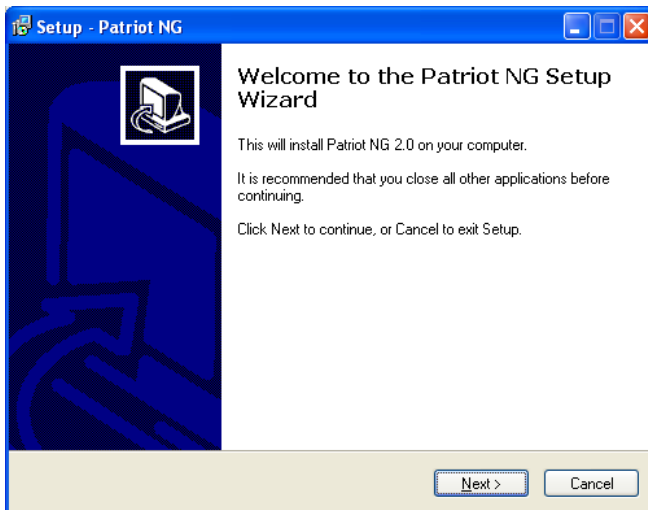 Setup - Patriot NG
Welcome to the Patriot NG Setup
Wizard
This will install Patriot NG 2.0 on your computer.
It is recommended that you close all other applications before
continuing.
Click Next to continue, or Cancel to exit Setup.
Next >
Cancel